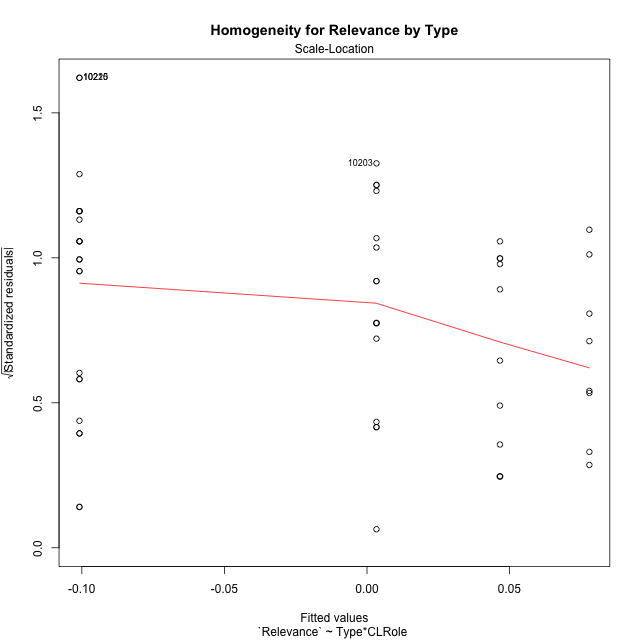 Homogeneity for Relevance by Type
Scale-Location
10203
1.5
1.0
0.5
0.0
√|Standardized residuals|
-0.10
-0.05
0.00
0.05
Fitted values
`Relevance` ~ Type*CLRole